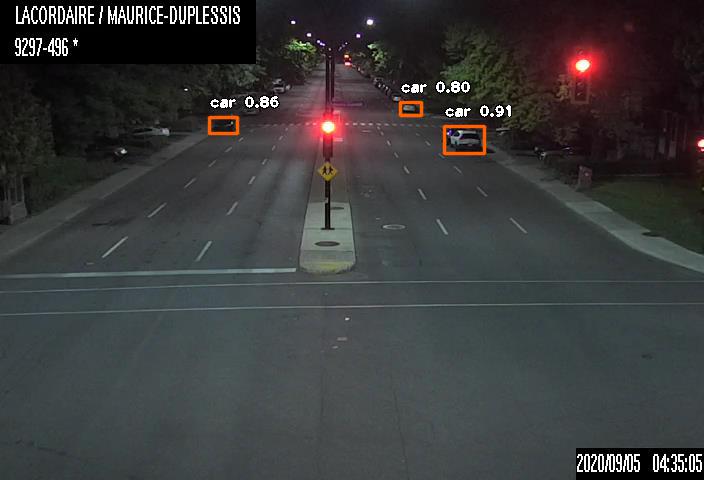 LACORDAIRE / MAURICE-DUPLESSIS
9297-496 *
car 0.86
car 0.80
car 0.91
2020/09/05 04:35:05